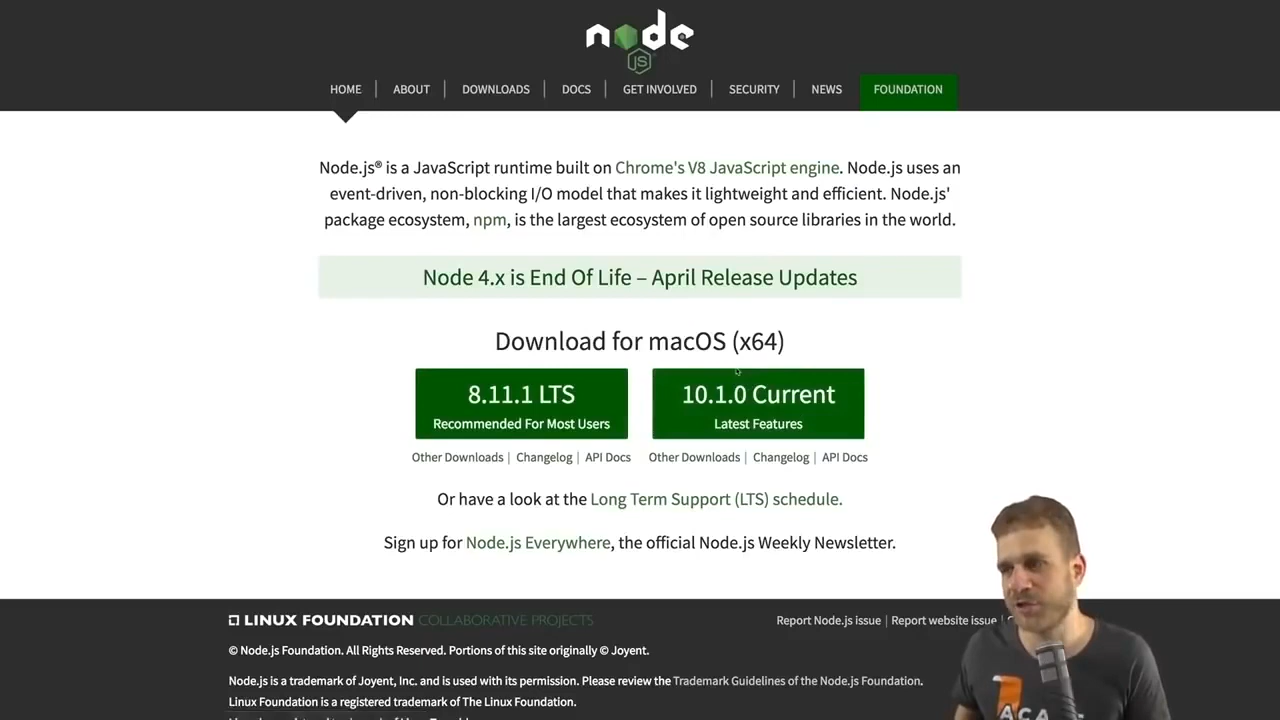 node
JS
HOME | ABOUT | DOWNLOADS | DOCS | GET INVOLVED | SECURITY | NEWS FOUNDATION
Node.js® is a JavaScript runtime built on Chrome's V8 JavaScript engine. Node.js uses an
event-driven, non-blocking I/O model that makes it lightweight and efficient. Node.js'
package ecosystem, npm, is the largest ecosystem of open source libraries in the world.
Node 4.x is End Of Life – April Release Updates
Download for macOS (x64)
8.11.1 LTS
Recommended For Most Users
10.1.0 Current
Latest Features
Other Downloads | Changelog | API Docs
Other Downloads | Changelog | API Docs
Or have a look at the Long Term Support (LTS) schedule.
Sign up for Node.js Everywhere, the official Node.js Weekly Newsletter.
LINUX FOUNDATION COLLABORATIVE PROJECTS
Report Node.js issue | Report website issue |
© Node.js Foundation. All Rights Reserved. Portions of this site originally © Joyent.
Node.js is a trademark of Joyent, Inc. and is used with its permission. Please review the Trademark Guidelines of the Node.js Foundation.
Linux Foundation is a registered trademark of The Linux Foundation.